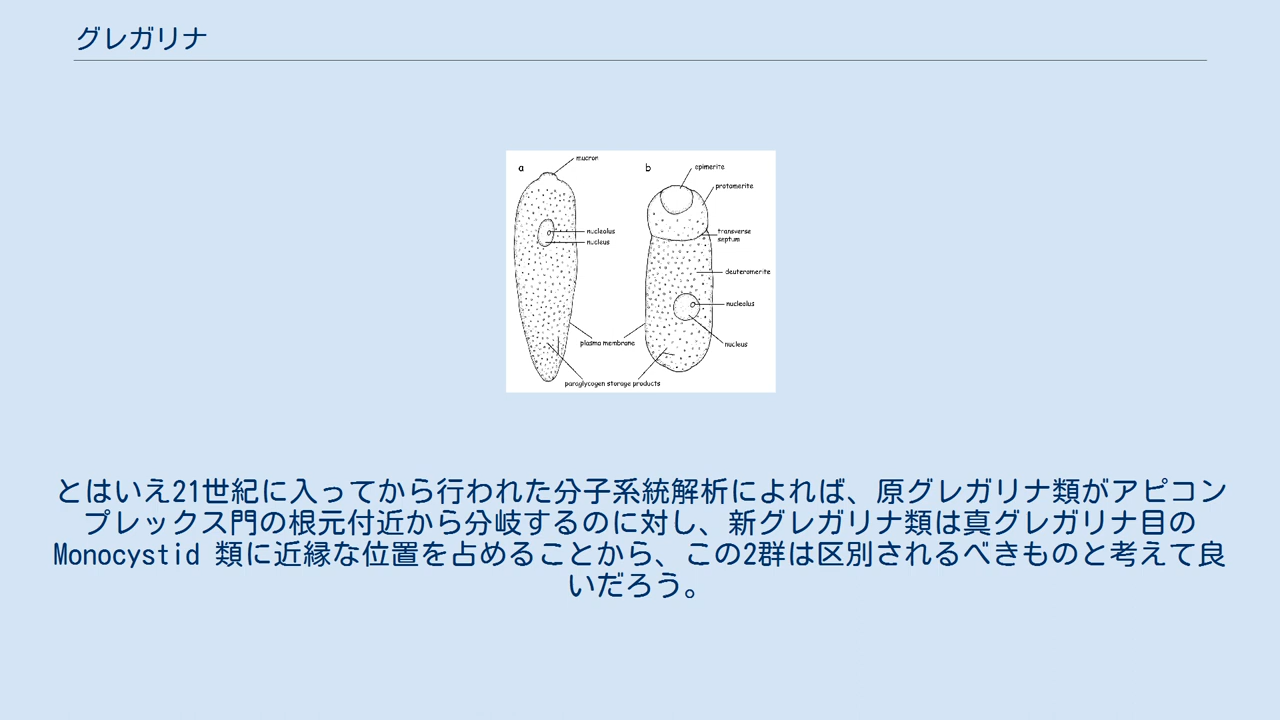 グレガリナ
a
mucron
nucleolus
nucleus
b
epimerite
protomerite
transverse
septum
deuteromerite
nucleolus
nucleus
plasma membrane
paraglycogen storage products
とはいえ21世紀に入ってから行われた分子系統解析によれば、原グレガリナ類がアピコン
プレックス門の根元付近から分岐するのに対し、新グレガリナ類は真グレガリナ目の
Monocystid 類に近縁な位置を占めることから、この2群は区別されるべきものと考えて良
いだろう。